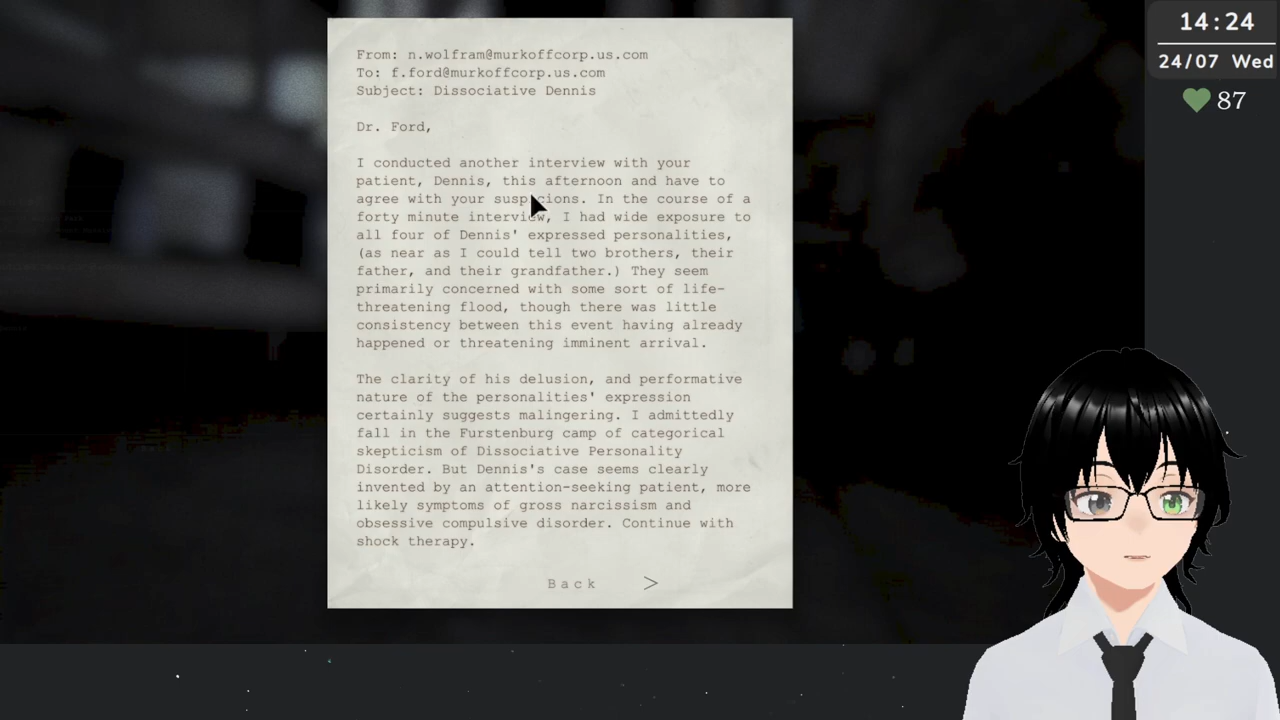 From: n.wolfram@murkoffcorp.us.com
To: f.ford@murkoffcorp.us.com
Subject: Dissociative Dennis
Dr. Ford,
I conducted another interview with your
patient, Dennis, this afternoon and have to
agree with your suspicions. In the course of a
forty minute interview, I had wide exposure to
all four of Dennis' expressed personalities,
(as near as I could tell two brothers, their
father, and their grandfather.) They seem
primarily concerned with some sort of life-
threatening flood, though there was little
consistency between this event having already
happened or threatening imminent arrival.
The clarity of his delusion, and performative
nature of the personalities' expression
certainly suggests malingering. I admittedly
fall in the Furstenburg camp of categorical
skepticism of Dissociative Personality
Disorder. But Dennis's case seems clearly
invented by an attention-seeking patient, more
likely symptoms of gross narcissism and
obsessive compulsive disorder. Continue with
shock therapy.
Back >
14:24
24/07 Wed
87